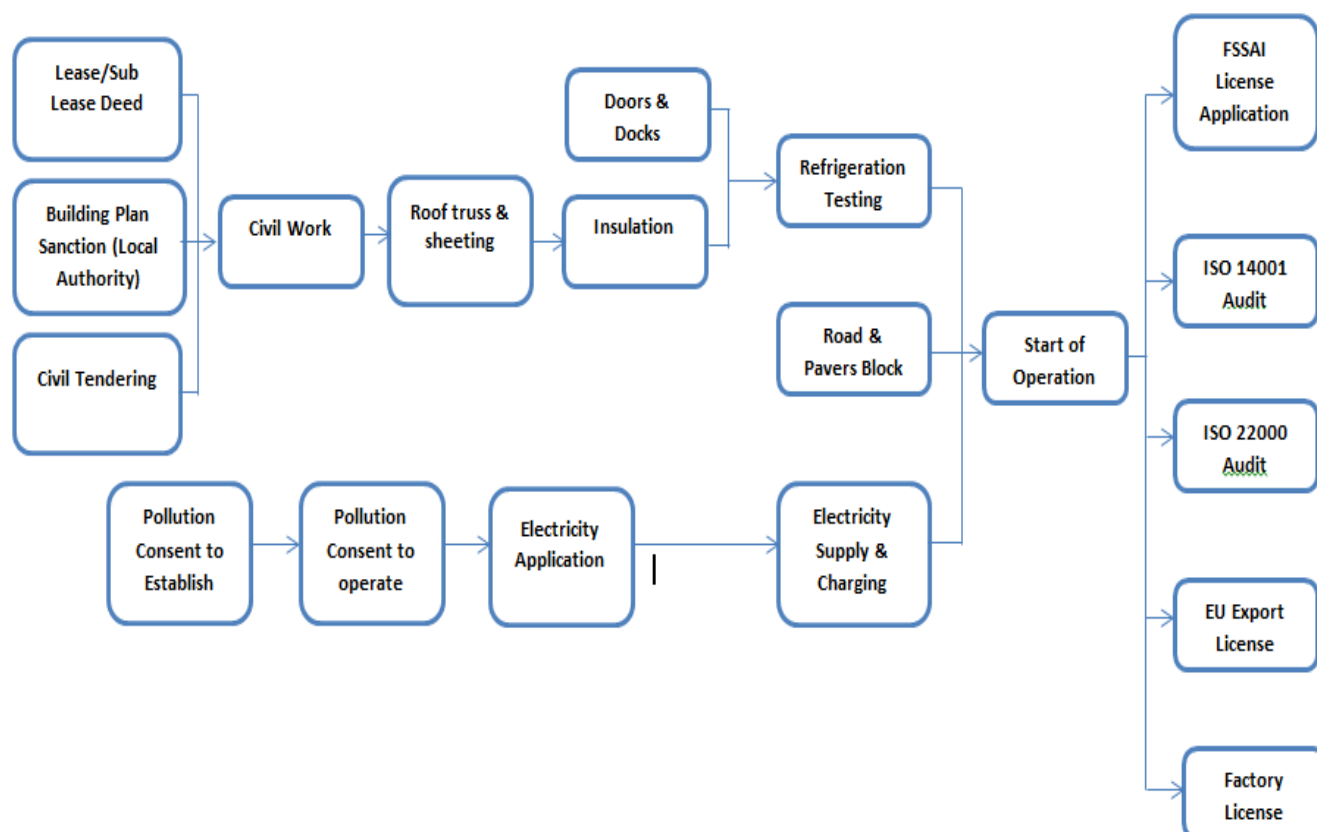 Lease/Sub
Lease Deed
Building Plan
Sanction (Local
Authority)
Civil Tendering
Civil Work
Roof truss &
sheeting
Doors &
Docks
Insulation
Refrigeration
Testing
Road &
Pavers Block
Pollution
Consent to
Establish
Pollution
Consent to
operate
Electricity
Application
Electricity
Supply &
Charging
Start of
Operation
FSSAI
License
Application
ISO 14001
Audit
ISO 22000
Audit
EU Export
License
Factory
License